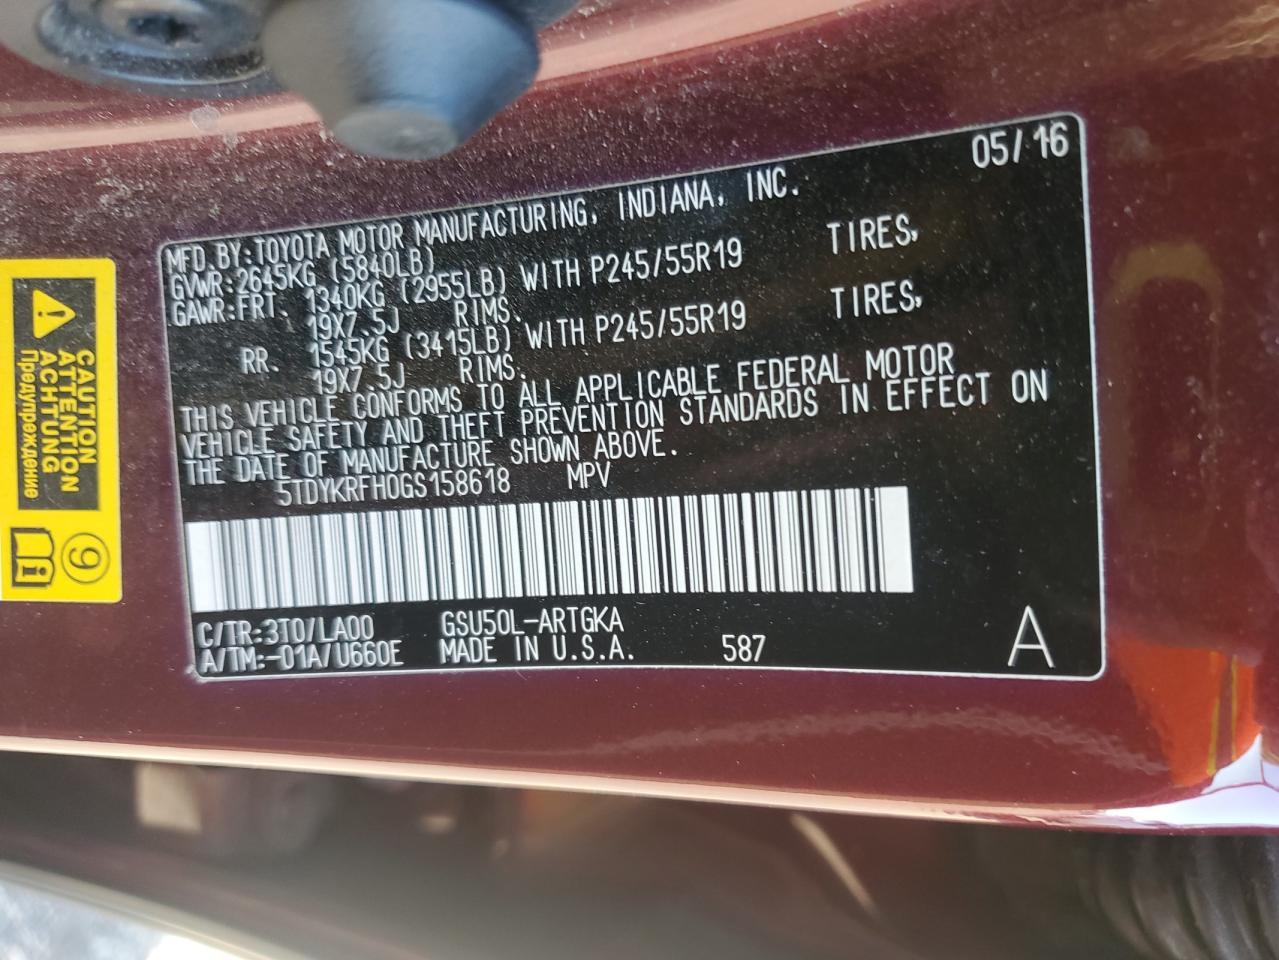 05/16
MFD BY:TOYOTA MOTOR MANUFACTURING, INDIANA, INC.
GVWR:2645KG (5840LB)
GAWR:FRT. 1340KG (2955LB) WITH P245/55R19 TIRES,
19X7.5J RIMS.
RR. 1545KG (3415LB) WITH P245/55R19 TIRES,
19X7.5J RIMS.
THIS VEHICLE CONFORMS TO ALL APPLICABLE FEDERAL MOTOR
VEHICLE SAFETY AND THEFT PREVENTION STANDARDS IN EFFECT ON
THE DATE OF MANUFACTURE SHOWN ABOVE.
5TDYKRFH0GS158618 MPV
C/TR:3T0/LA00 GSU50L-ARTGKA
A/TM:-01A/U660E MADE IN U.S.A. 587
A
CAUTION
ATTENTION
ACHTUNG
Предупреждение
9
i